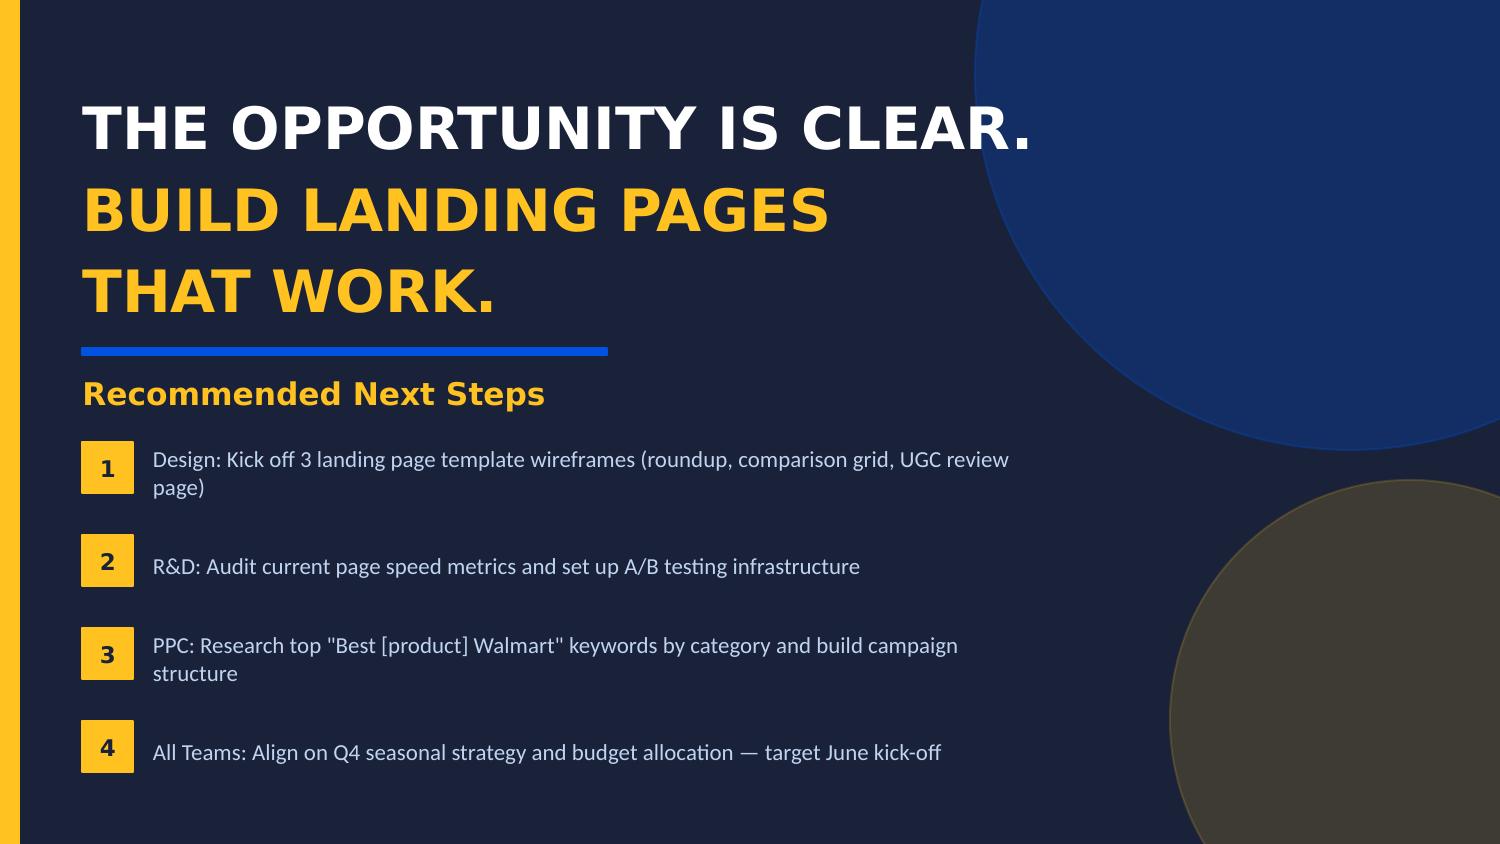 THE OPPORTUNITY IS CLEAR.
BUILD LANDING PAGES
THAT WORK.
Recommended Next Steps
1
Design: Kick off 3 landing page template wireframes (roundup, comparison grid, UGC review
page)
2
R&D: Audit current page speed metrics and set up A/B testing infrastructure
3
PPC: Research top "Best [product] Walmart" keywords by category and build campaign
structure
4
All Teams: Align on Q4 seasonal strategy and budget allocation — target June kick-off